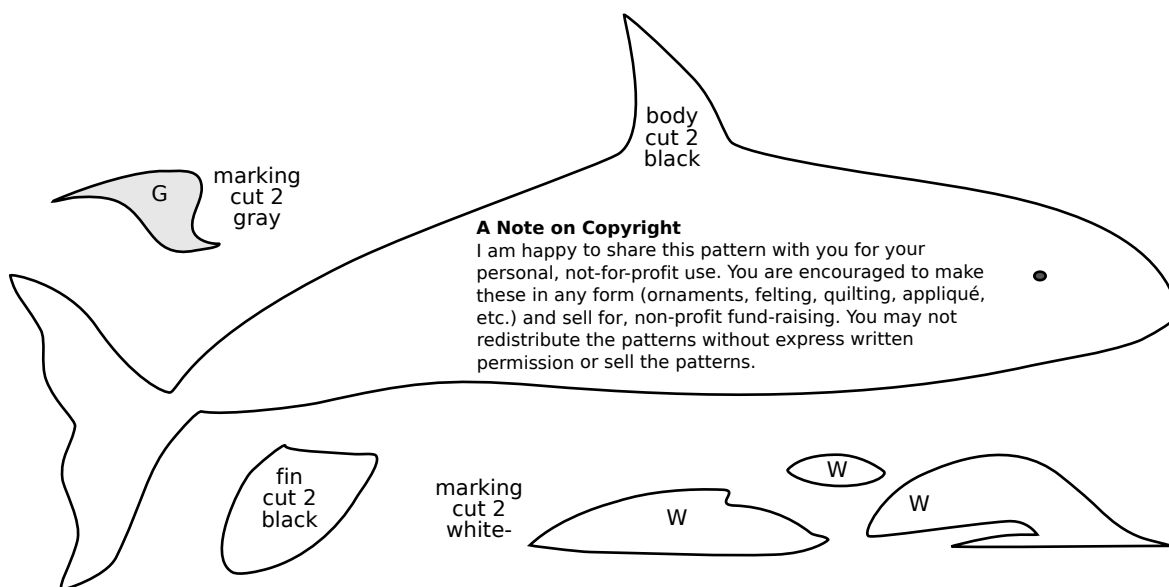 body
cut 2
black
marking
cut 2
gray
G
A Note on Copyright
I am happy to share this pattern with you for your
personal, not-for-profit use. You are encouraged to make
these in any form (ornaments, felting, quilting, appliqué,
etc.) and sell for, non-profit fund-raising. You may not
redistribute the patterns without express written
permission or sell the patterns.
fin
cut 2
black
marking
cut 2
white-
W
W
W